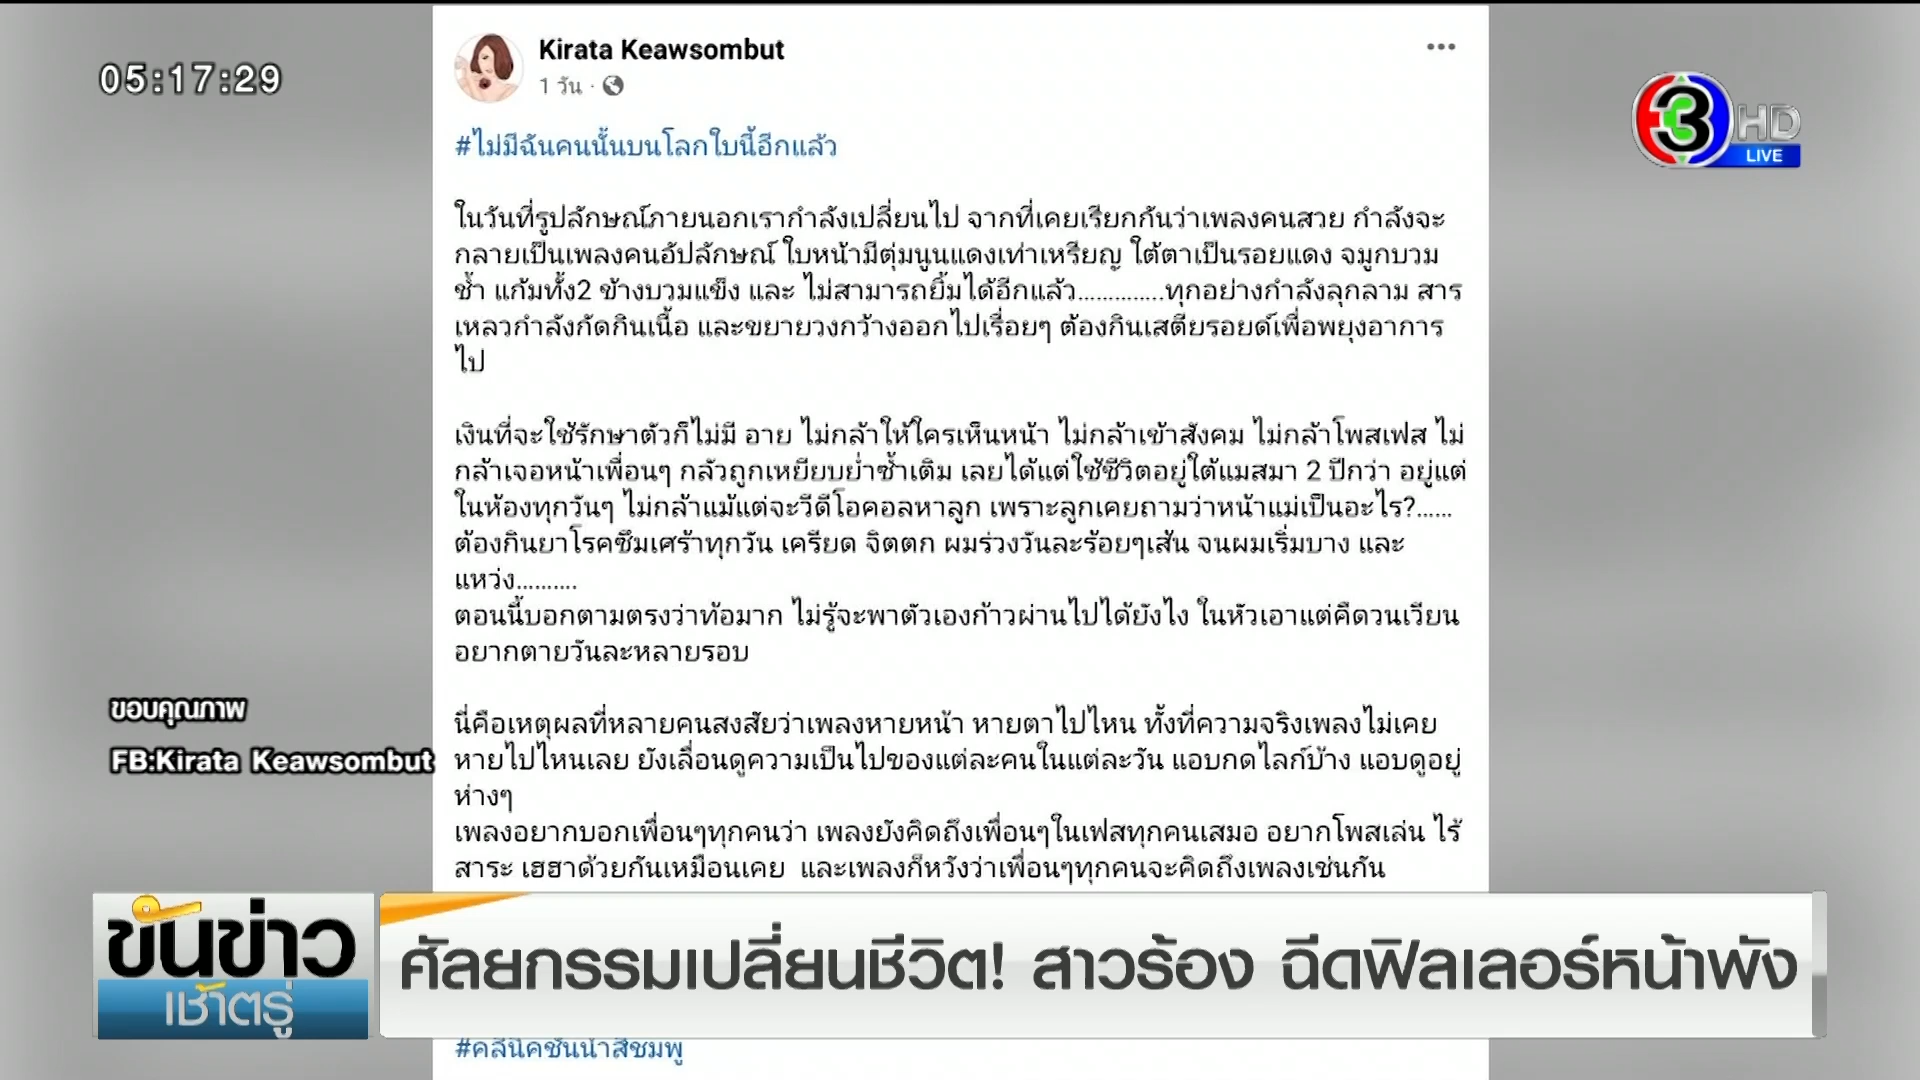 05:17:29
Kirata Keawsombut
1 วัน ·
3 HD
LIVE
#ไม่มีฉันคนนั้นบนโลกใบนี้อีกแล้ว
ในวันที่รูปลักษณ์ภายนอกเรากำลังเปลี่ยนไป จากที่เคยเรียกกันว่าเพลงคนสวย กำลังจะ
กลายเป็นเพลงคนอัปลักษณ์ ใบหน้ามีตุ่มนูนแดงเท่าเหรียญ ใต้ตาเป็นรอยแดง จมูกบวม
ช้ำ แก้มทั้ง2 ข้างบวมแข็ง และ ไม่สามารถยิ้มได้อีกแล้ว.............ทุกอย่างกำลังลุกลาม สาร
เหลวกำลังกัดกินเนื้อ และขยายวงกว้างออกไปเรื่อยๆ ต้องกินเสตียรอยด์เพื่อพยุงอาการ
ไป
เงินที่จะใช้รักษาตัวก็ไม่มี อาย ไม่กล้าให้ใครเห็นหน้า ไม่กล้าเข้าสังคม ไม่กล้าโพสเฟส ไม่
กล้าเจอหน้าเพื่อนๆ กลัวถูกเหยียบย่ำซ้ำเติม เลยได้แต่ใช้ชีวิตอยู่ใต้แมสมา 2 ปีกว่า อยู่แต่
ในห้องทุกวันๆ ไม่กล้าแม้แต่จะวีดีโอคอลหาลูก เพราะลูกเคยถามว่าหน้าแม่เป็นอะไร?......
ต้องกินยาโรคซึมเศร้าทุกวัน เครียด จิตตก ผมร่วงวันละร้อยๆเส้น จนผมเริ่มบาง และ
แหว่ง..........
ตอนนี้บอกตามตรงว่าท้อมาก ไม่รู้จะพาตัวเองก้าวผ่านไปได้ยังไง ในหัวเอาแต่คิดวนเวียน
อยากตายวันละหลายรอบ
นี่คือเหตุผลที่หลายคนสงสัยว่าเพลงหายหน้า หายตาไปไหน ทั้งที่ความจริงเพลงไม่เคย
หายไปไหนเลย ยังเลื่อนดูความเป็นไปของแต่ละคนในแต่ละวัน แอบกดไลก์บ้าง แอบดูอยู่
ห่างๆ
เพลงอยากบอกเพื่อนๆทุกคนว่า เพลงยังคิดถึงเพื่อนๆในเฟสทุกคนเสมอ อยากโพสเล่น ไร้
สาระ เฮฮาด้วยกันเหมือนเคย  และเพลงก็หวังว่าเพื่อนๆทุกคนจะคิดถึงเพลงเช่นกัน
ขอบคุณภาพ
FB:Kirata Keawsombut
ขันข่าว
เช้าตรู่
ศัลยกรรมเปลี่ยนชีวิต! สาวร้อง ฉีดฟิลเลอร์หน้าพัง
#คลินิคชั้นนำสีชมพู